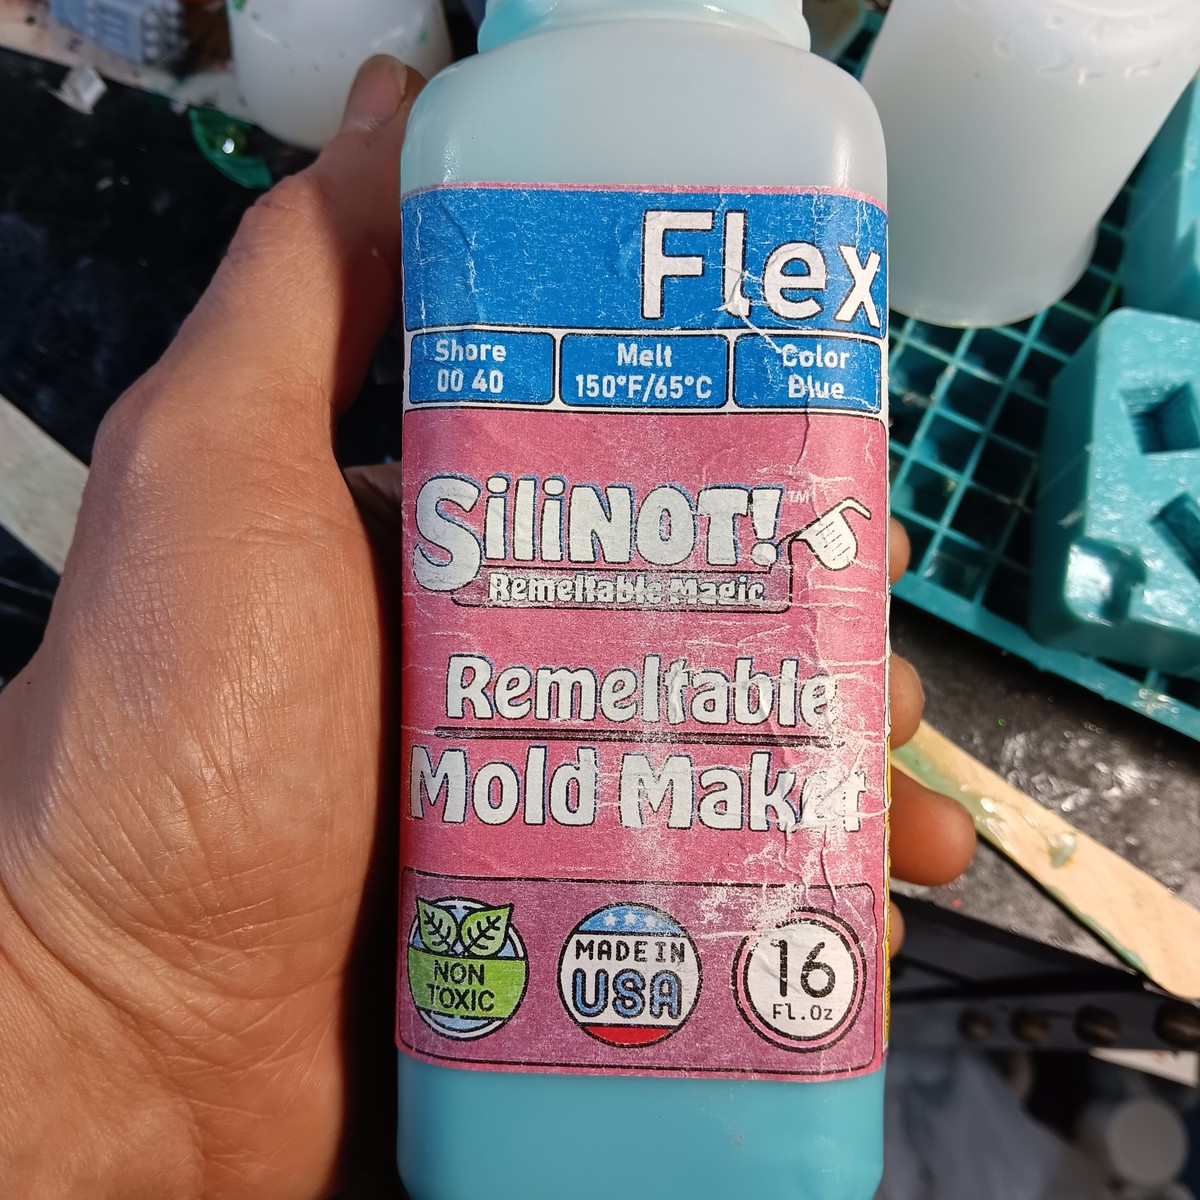 Flex
Shore
00 40
Melt
150°F/65°C
Color
Blue
SiliNOT!™
Remeltable Magic
Remeltable
Mold Maker
NON
TOXIC
MADE IN
USA
16
Fl.Oz